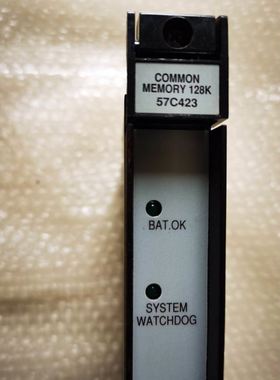 COMMON
MEMORY 128K
57C423
BAT.OK
SYSTEM
WATCHDOG